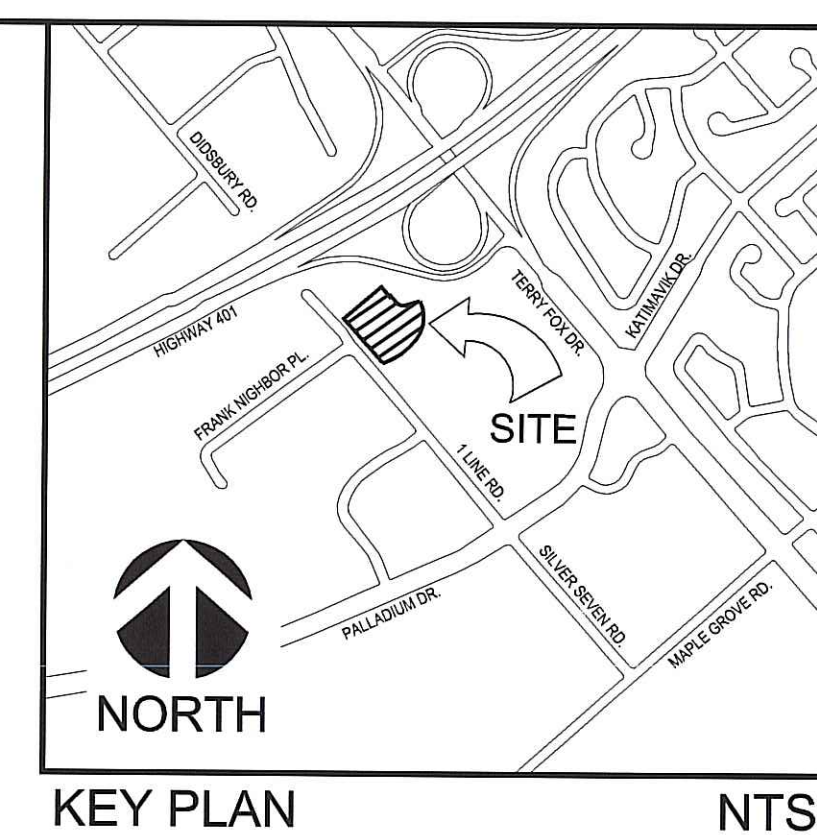 DIDSBURY RD.
HIGHWAY 401
TERRY FOX DR.
KATIMAVIK DR.
FRANK NIGHBOR PL.
SITE
1 LINE RD.
SILVER SEVEN RD.
PALLADIUM DR.
MAPLE GROVE RD.
NORTH
KEY PLAN
NTS